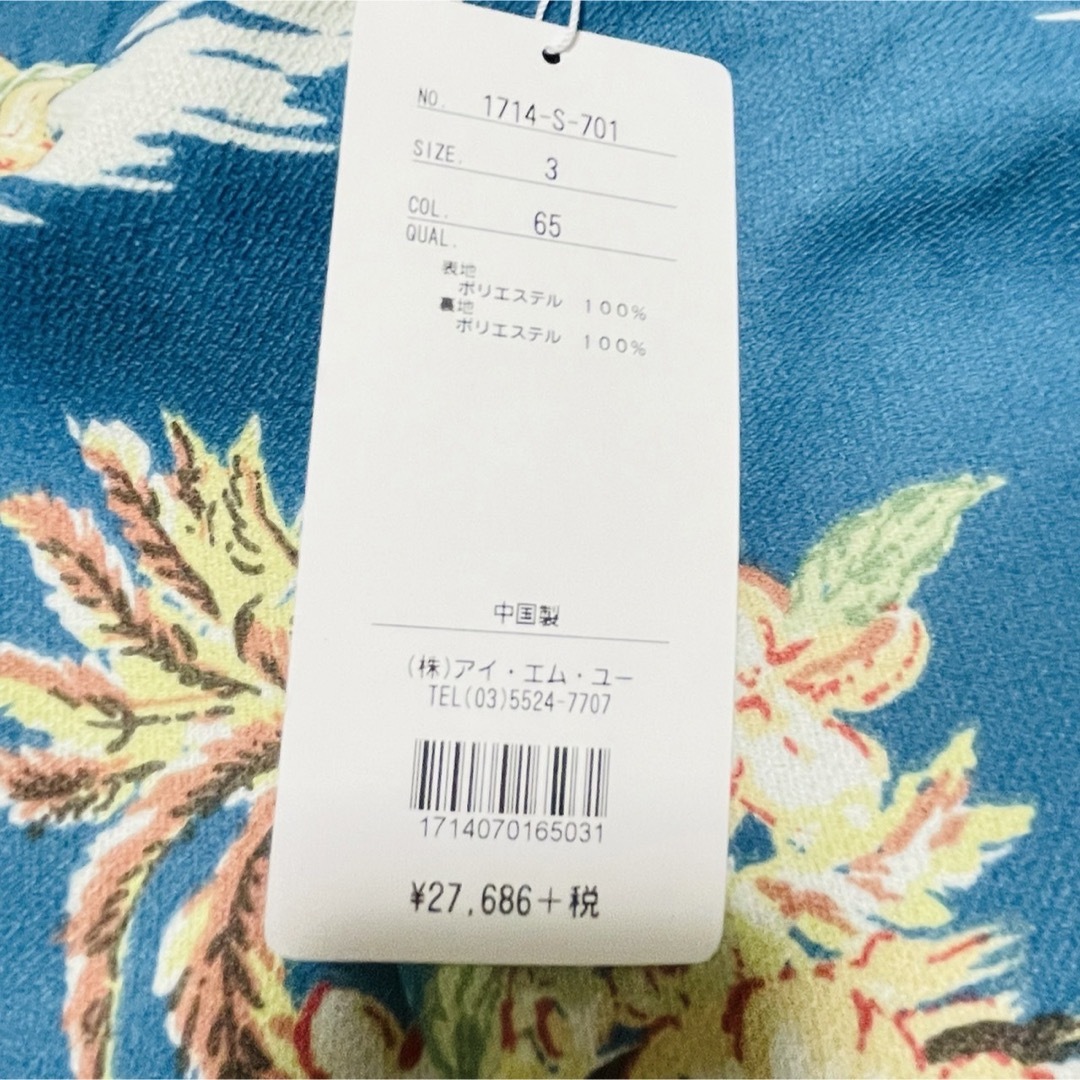 NO. 1714-S-701
SIZE. 3
COL. 65
QUAL.
表地
ポリエステル 100%
裏地
ポリエステル 100%
中国製
(株)アイ・エム・ユー
TEL(03)5524-7707
1714070165031
¥27,686+税